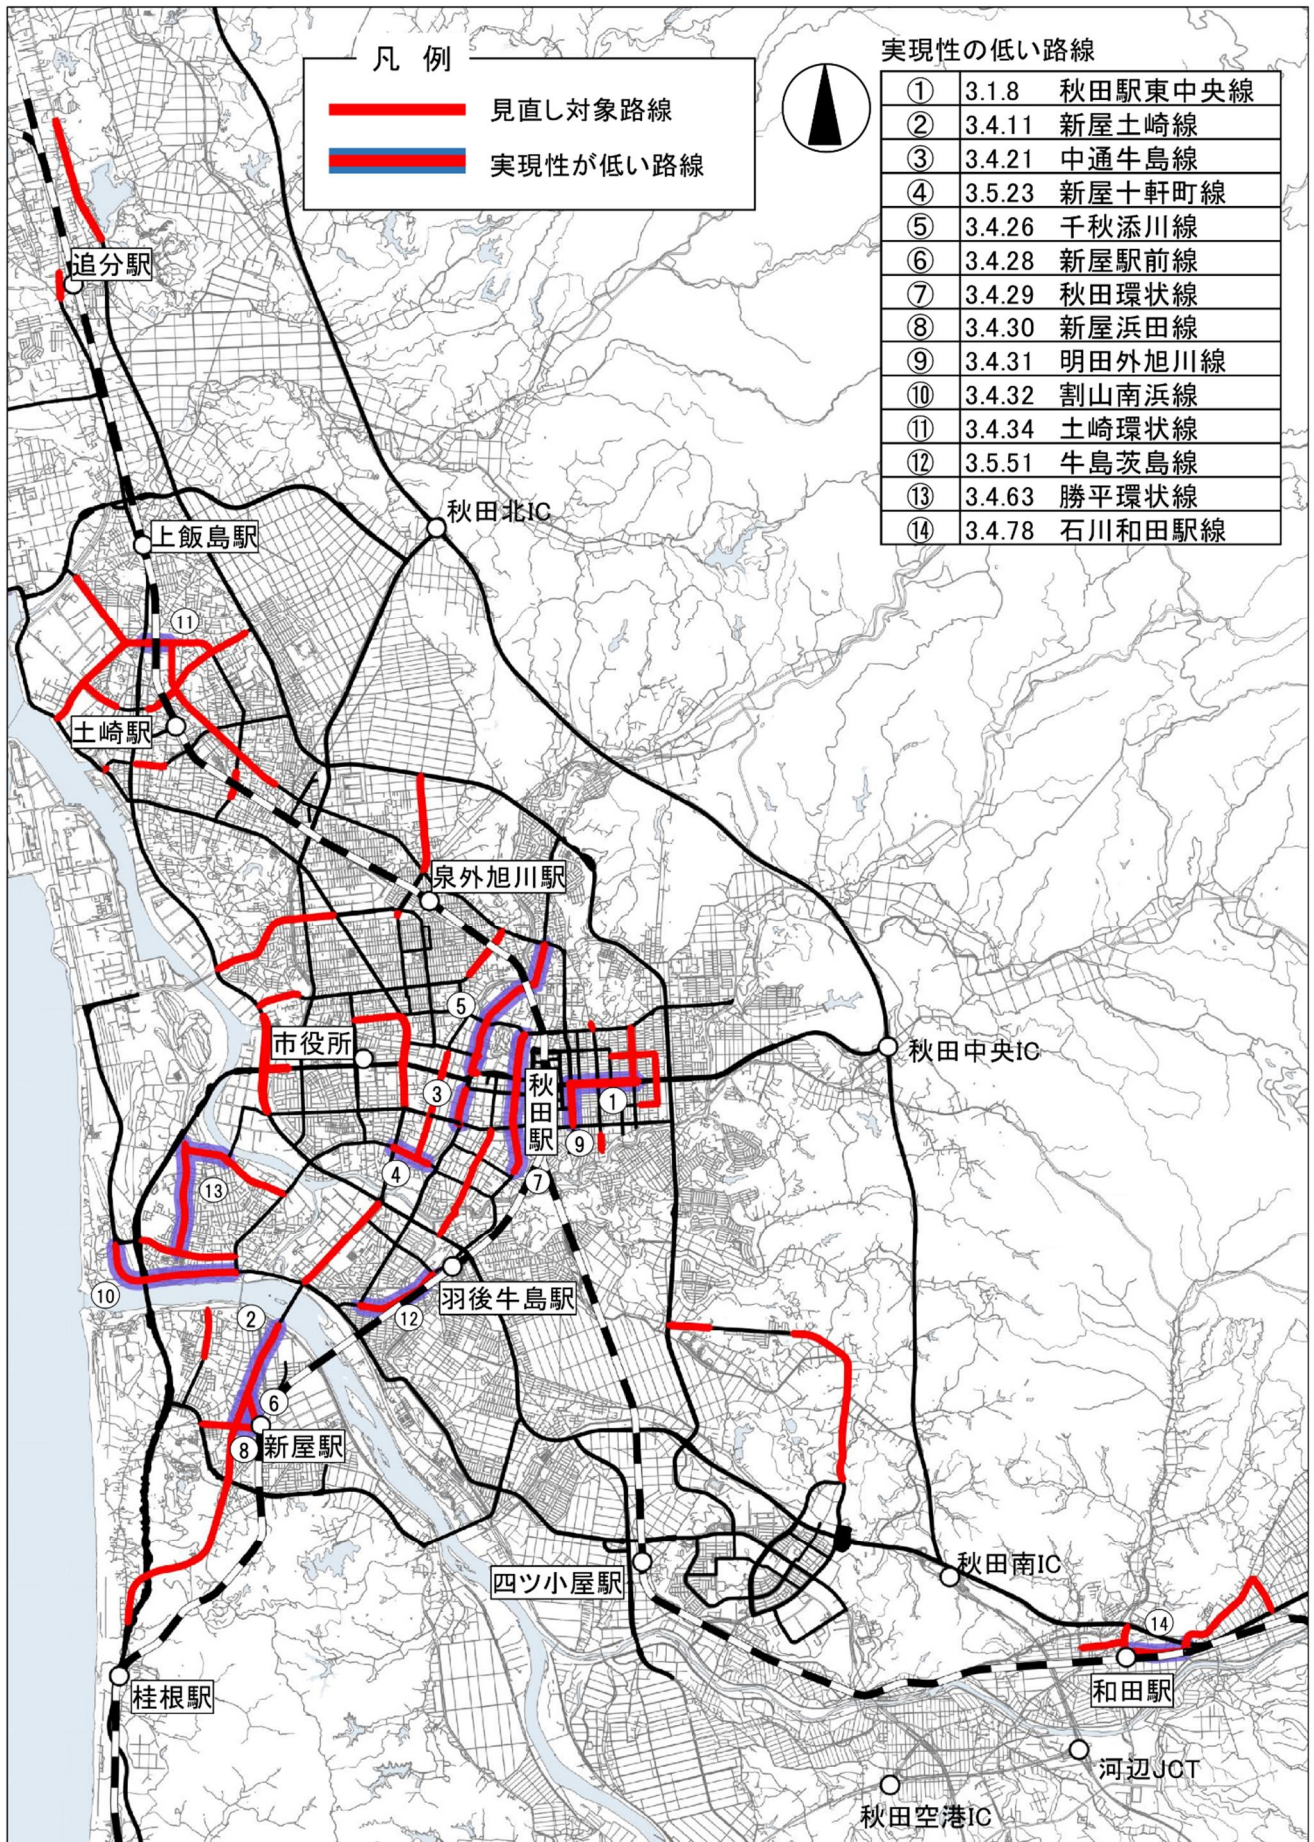 凡 例
見直し対象路線
実現性が低い路線
実現性の低い路線
① 3.1.8 秋田駅東中央線
② 3.4.11 新屋土崎線
③ 3.4.21 中通牛島線
④ 3.5.23 新屋十軒町線
⑤ 3.4.26 千秋添川線
⑥ 3.4.28 新屋駅前線
⑦ 3.4.29 秋田環状線
⑧ 3.4.30 新屋浜田線
⑨ 3.4.31 明田外旭川線
⑩ 3.4.32 割山南浜線
⑪ 3.4.34 土崎環状線
⑫ 3.5.51 牛島茨島線
⑬ 3.4.63 勝平環状線
⑭ 3.4.78 石川和田駅線
追分駅
秋田北IC
上飯島駅
⑪
土崎駅
泉外旭川駅
⑤
市役所
秋田中央IC
秋田駅
③
①
⑨
④
⑦
⑬
⑩
羽後牛島駅
②
⑫
⑥
⑧
新屋駅
四ツ小屋駅
秋田南IC
⑭
桂根駅
和田駅
河辺JCT
秋田空港IC